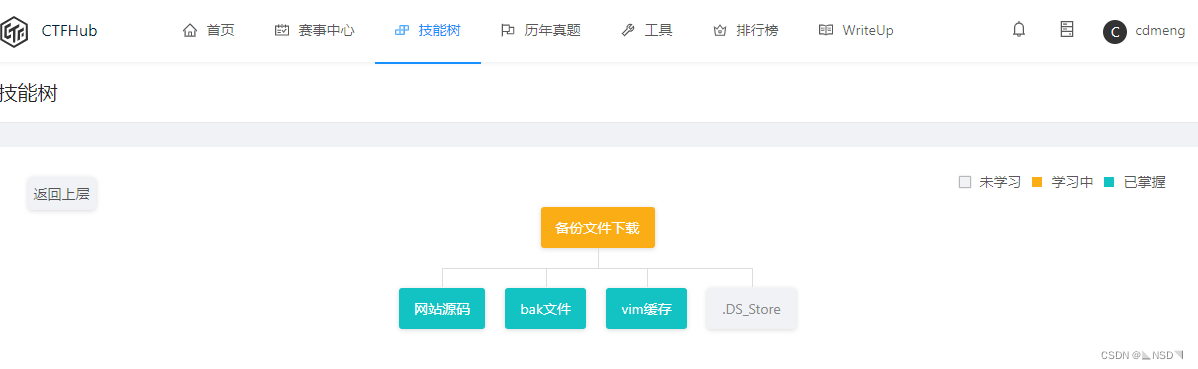 CTFHub 首页 赛事中心 技能树 历年真题 工具 排行榜 WriteUp C cdmeng
技能树
返回上层 未学习 学习中 已掌握
备份文件下载
网站源码 bak文件 vim缓存 .DS_Store
CSDN @◣NSD◥